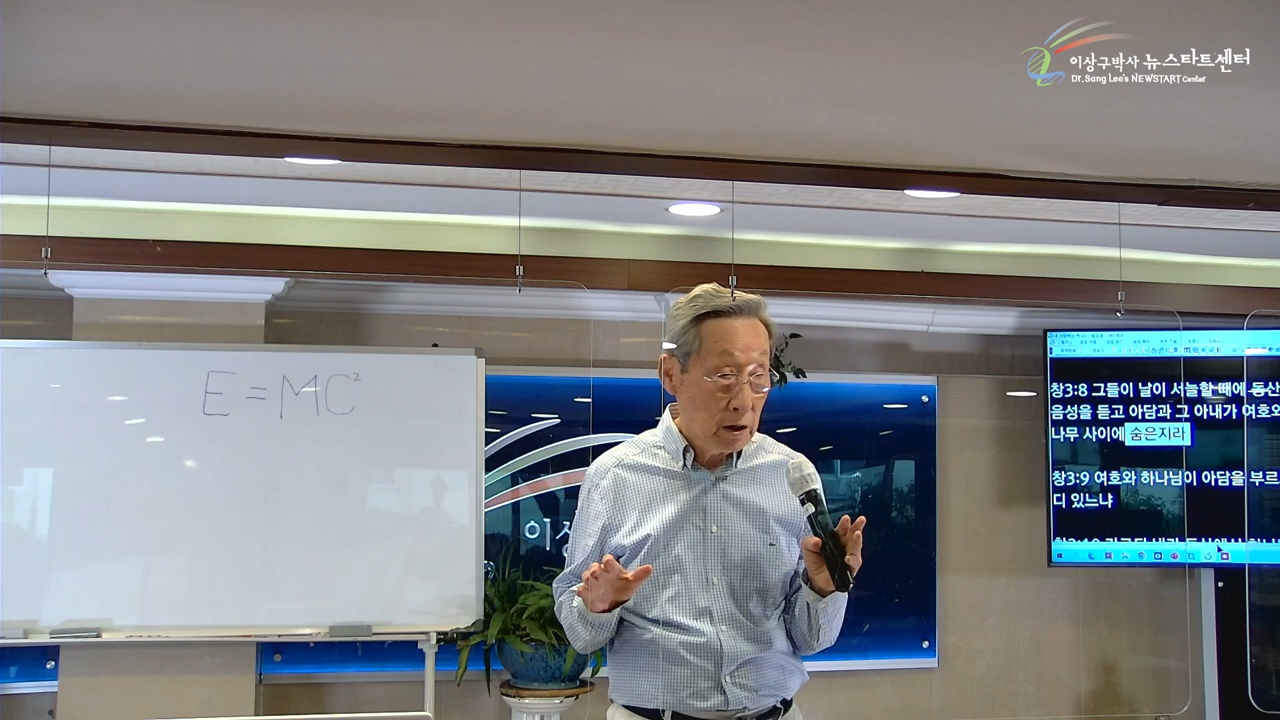 이상구박사 뉴스타트센터
Dr. Sang Lee's NEWSTART Center
E = MC²
창3:8 그들이 날이 서늘할 때에 동산
음성을 듣고 아담과 그 아내가 여호와
나무 사이에 숨은지라
창3:9 여호와 하나님이 아담을 부르
디 있느냐
이상